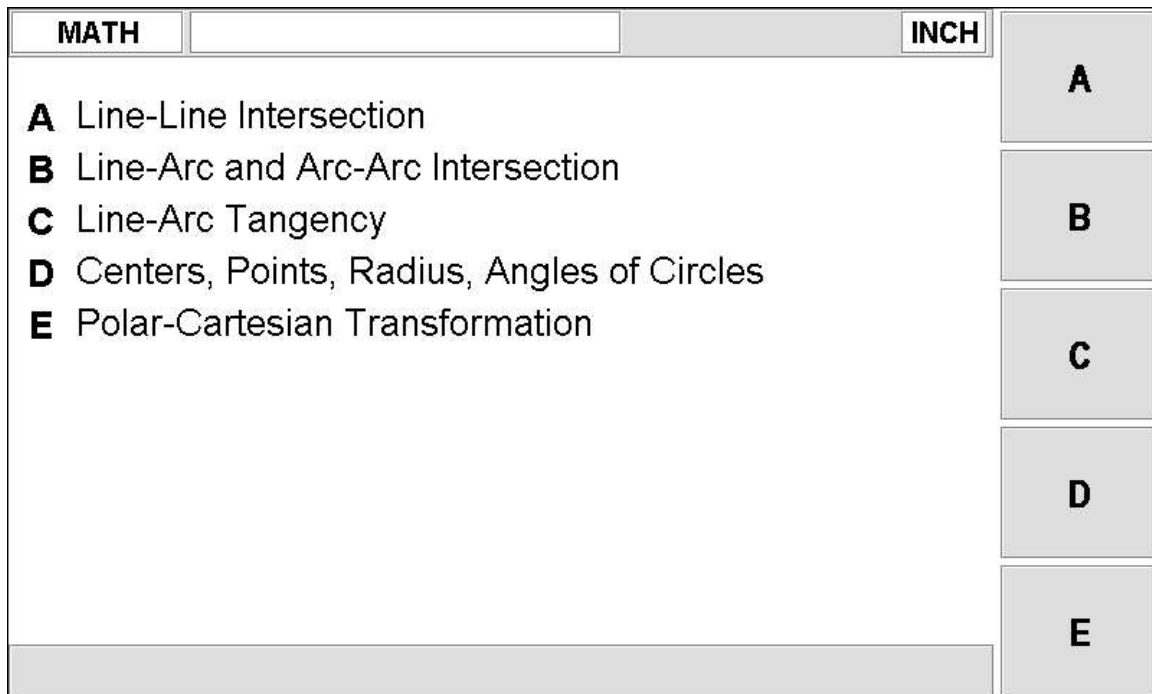 MATH INCH
A Line-Line Intersection
B Line-Arc and Arc-Arc Intersection
C Line-Arc Tangency
D Centers, Points, Radius, Angles of Circles
E Polar-Cartesian Transformation
A
B
C
D
E